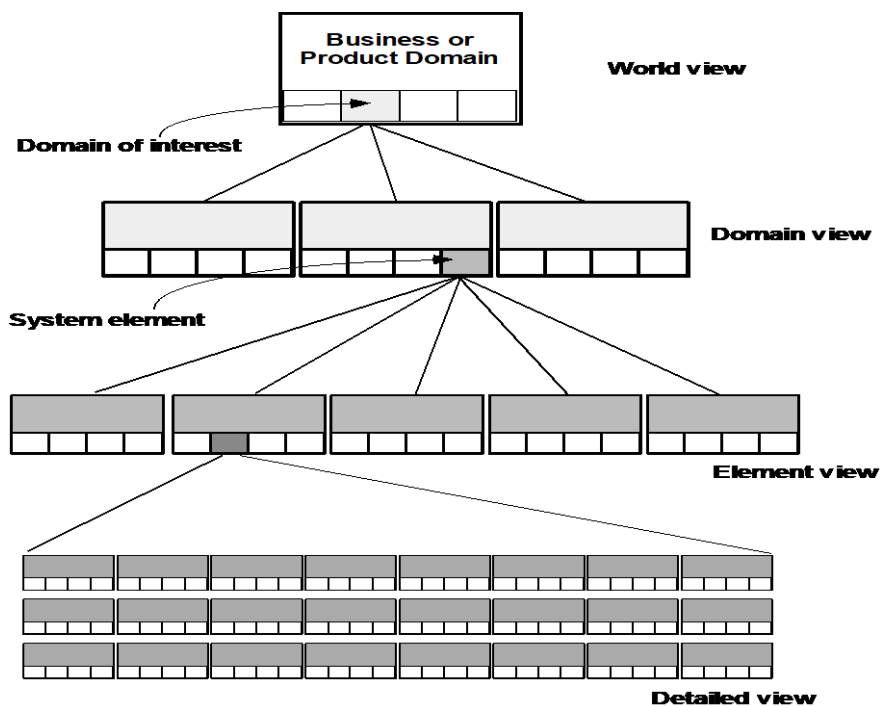 Business or
Product Domain
World view
Domain of interest
Domain view
System element
Element view
Detailed view